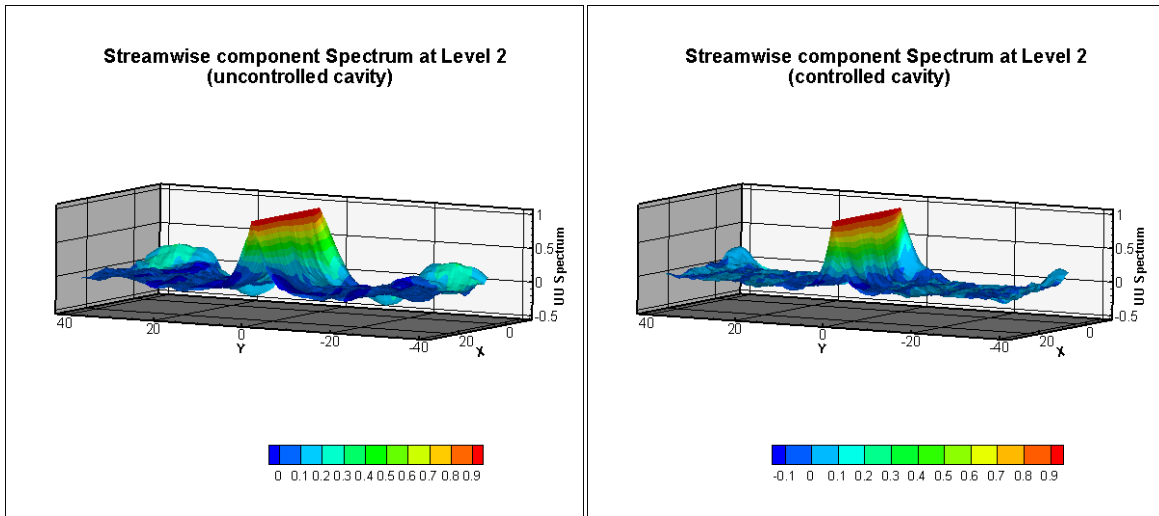 Streamwise component Spectrum at Level 2
(uncontrolled cavity)
1
0.5
0
-0.5
UU Spectrum
40
20
0
-20
-40
Y
20
0
X
0 0.1 0.2 0.3 0.4 0.5 0.6 0.7 0.8 0.9
Streamwise component Spectrum at Level 2
(controlled cavity)
1
0.5
0
-0.5
UU Spectrum
40
20
0
-20
-40
Y
20
0
X
-0.1 0 0.1 0.2 0.3 0.4 0.5 0.6 0.7 0.8 0.9